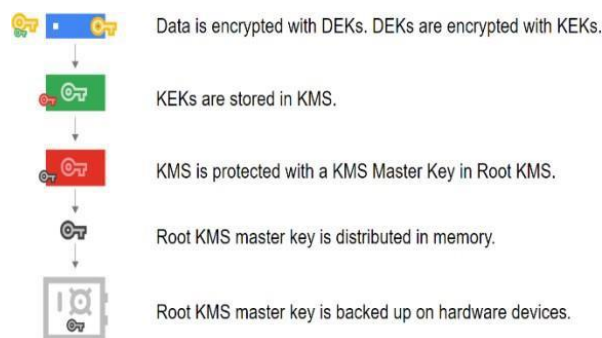 Data is encrypted with DEKs. DEKs are encrypted with KEKs.
KEKs are stored in KMS.
KMS is protected with a KMS Master Key in Root KMS.
Root KMS master key is distributed in memory.
Root KMS master key is backed up on hardware devices.